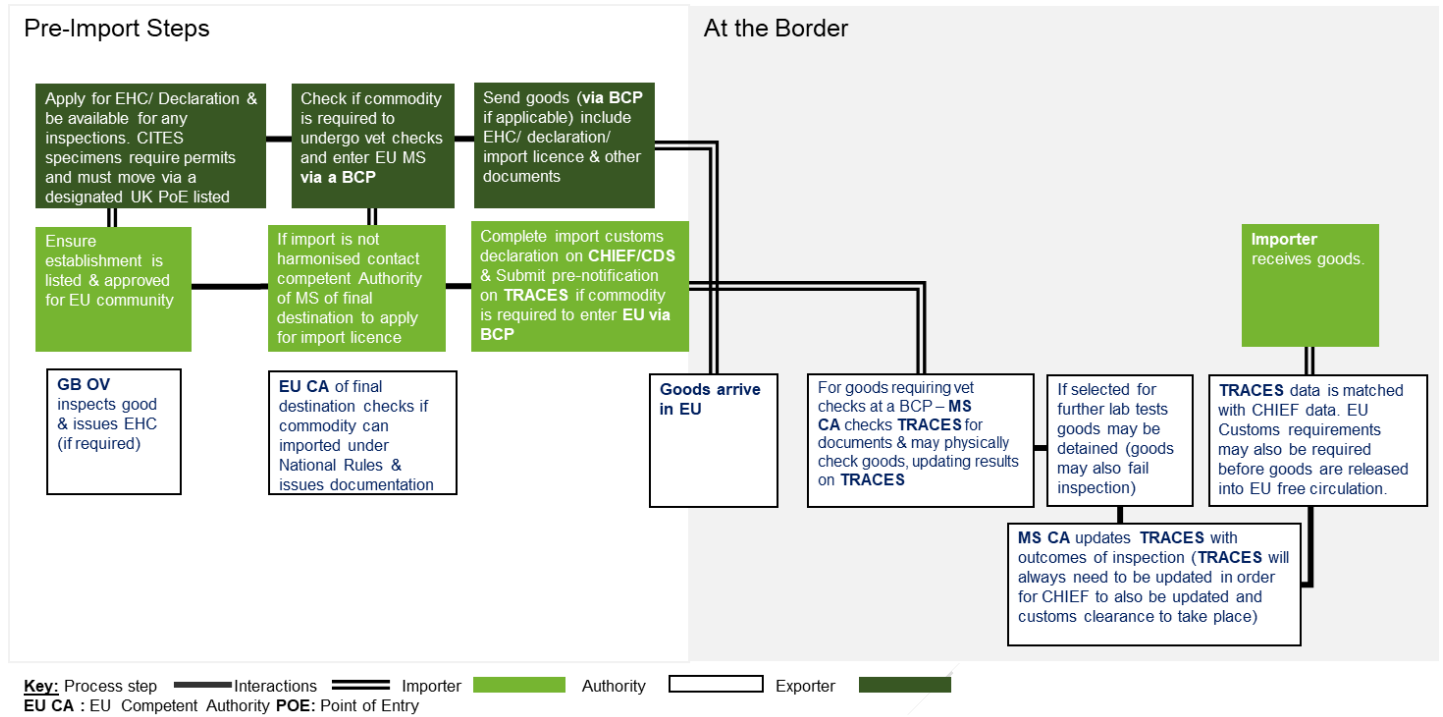 Pre-Import Steps
At the Border
Apply for EHC/ Declaration &
be available for any
inspections. CITES
specimens require permits
and must move via a
designated UK PoE listed
Check if commodity
is required to
undergo vet checks
and enter EU MS
via a BCP
Send goods (via BCP
if applicable) include
EHC/ declaration/
import licence & other
documents
Ensure
establishment is
listed & approved
for EU community
If import is not
harmonised contact
competent Authority
of MS of final
destination to apply
for import licence
Complete import customs
declaration on CHIEF/CDS
& Submit pre-notification
on TRACES if commodity
is required to enter EU via
BCP
Importer
receives goods.
GB OV
inspects good
& issues EHC
(if required)
EU CA of final
destination checks if
commodity can
imported under
National Rules &
issues documentation
Goods arrive
in EU
For goods requiring vet
checks at a BCP – MS
CA checks TRACES for
documents & may physically
check goods, updating results
on TRACES
If selected for
further lab tests
goods may be
detained (goods
may also fail
inspection)
TRACES data is matched
with CHIEF data. EU
Customs requirements
may also be required
before goods are released
into EU free circulation.
MS CA updates TRACES with
outcomes of inspection (TRACES will
always need to be updated in order
for CHIEF to also be updated and
customs clearance to take place)
Key: Process step Interactions Importer Authority Exporter
EU CA : EU Competent Authority POE: Point of Entry